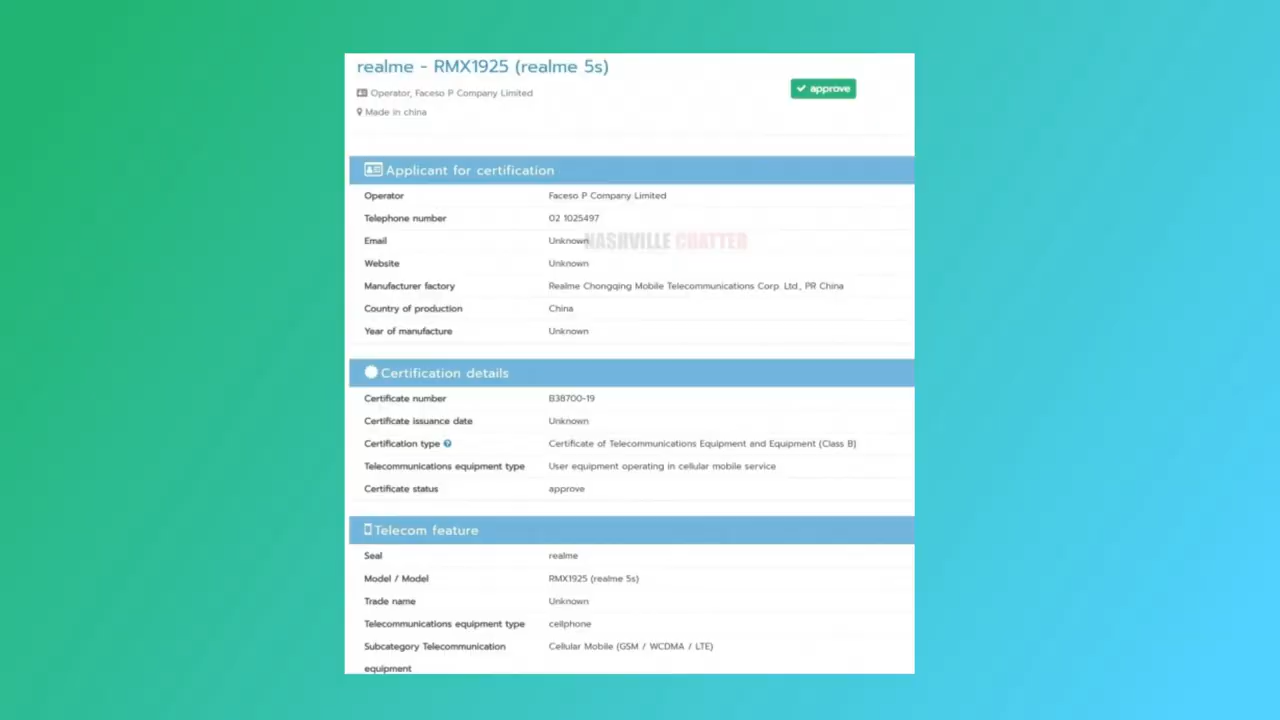 realme - RMX1925 (realme 5s)
Operator, Faceso P Company Limited
approve
Made in china
Applicant for certification
Operator Faceso P Company Limited
Telephone number 02 1025497
Email Unknown
NASHVILLE CHATTER
Website Unknown
Manufacturer factory Realme Chongqing Mobile Telecommunications Corp. Ltd., PR China
Country of production China
Year of manufacture Unknown
Certification details
Certificate number B38700-19
Certificate issuance date Unknown
Certification type Certificate of Telecommunications Equipment and Equipment (Class B)
Telecommunications equipment type User equipment operating in cellular mobile service
Certificate status approve
Telecom feature
Seal realme
Model / Model RMX1925 (realme 5s)
Trade name Unknown
Telecommunications equipment type cellphone
Subcategory Telecommunication Cellular Mobile (GSM / WCDMA / LTE)
equipment